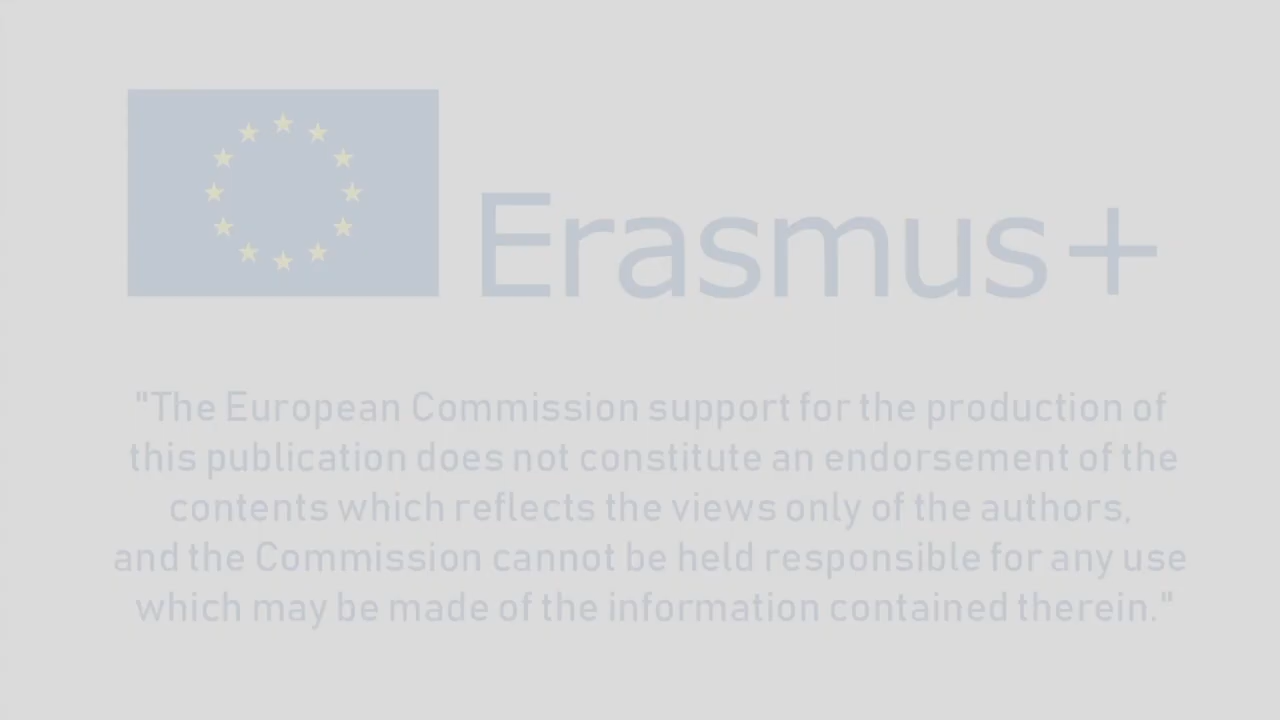 Erasmus+
"The European Commission support for the production of
this publication does not constitute an endorsement of the
contents which reflects the views only of the authors,
and the Commission cannot be held responsible for any use
which may be made of the information contained therein."